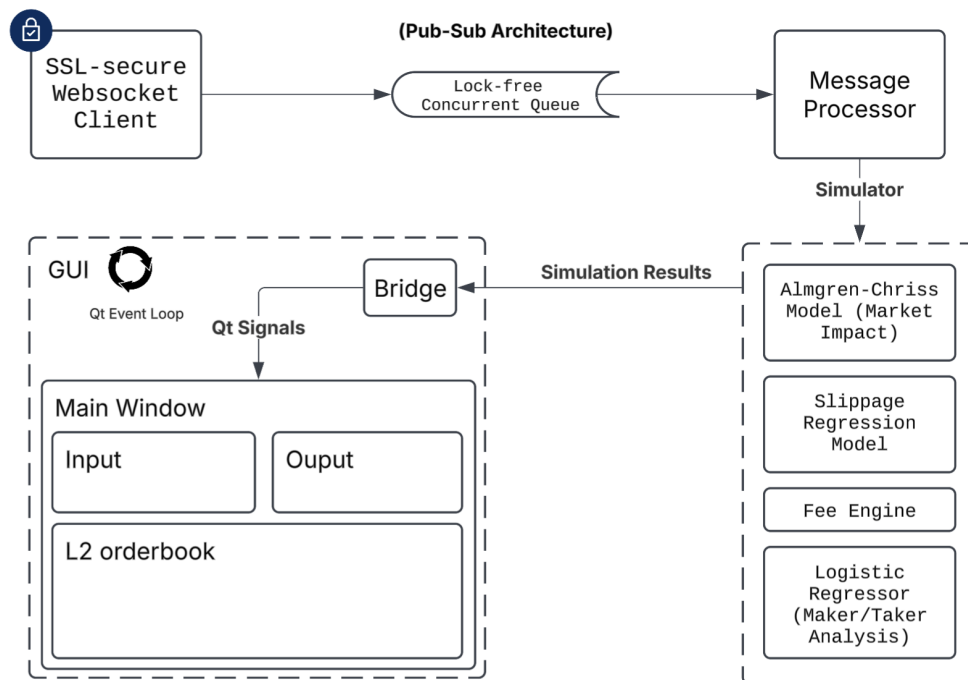 (Pub-Sub Architecture)
SSL-secure
Websocket
Client
Lock-free
Concurrent Queue
Message
Processor
Simulator
GUI
Qt Event Loop
Bridge
Simulation Results
Qt Signals
Almgren-Chriss
Model (Market
Impact)
Slippage
Regression
Model
Fee Engine
Logistic
Regressor
(Maker/Taker
Analysis)
Main Window
Input
Ouput
L2 orderbook